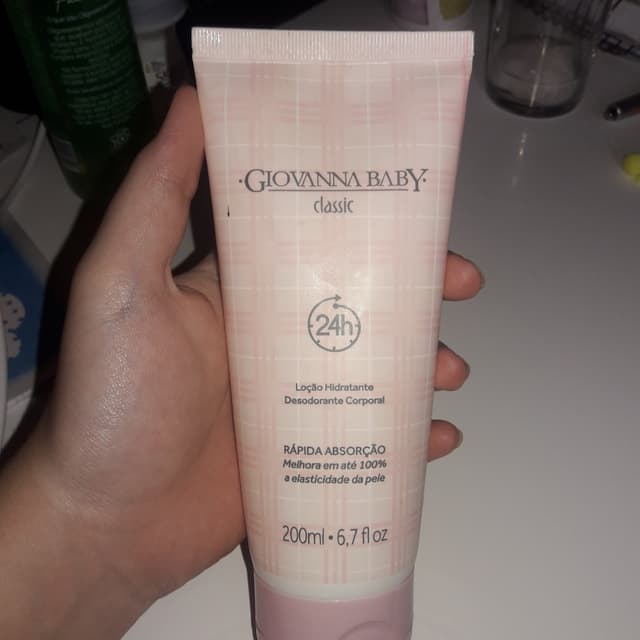 ·GIOVANNA BABY·
classic
24h
Loção Hidratante
Desodorante Corporal
RÁPIDA ABSORÇÃO
Melhora em até 100%
a elasticidade da pele
200ml • 6,7 fl oz